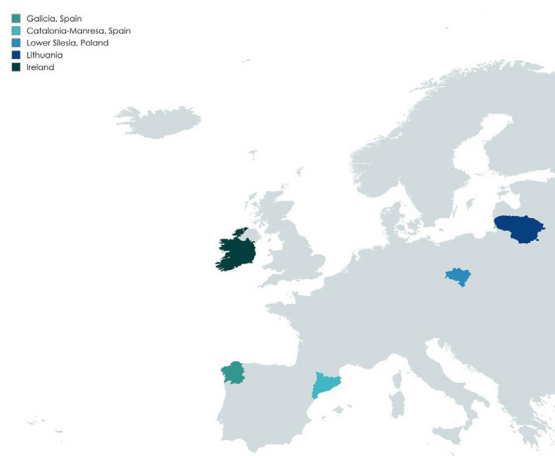 Galicia, Spain
Catalonia-Manresa, Spain
Lower Silesia, Poland
Lithuania
Ireland